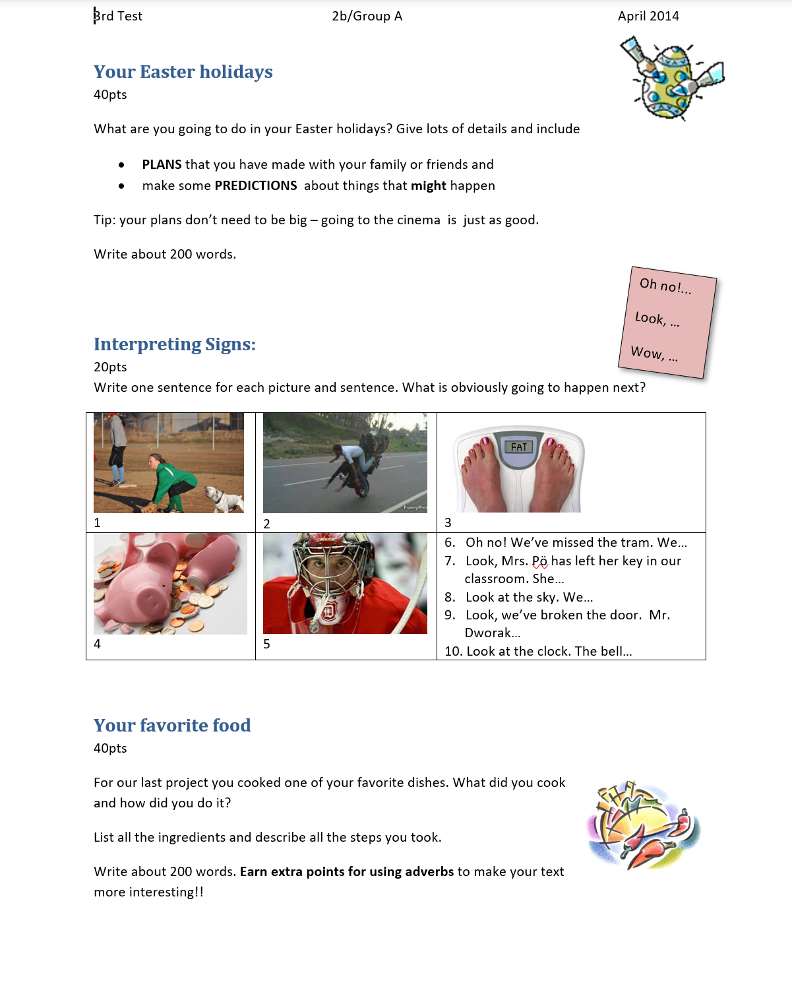 3rd Test 2b/Group A April 2014
Your Easter holidays
40pts
What are you going to do in your Easter holidays? Give lots of details and include
• PLANS that you have made with your family or friends and
• make some PREDICTIONS about things that might happen
Tip: your plans don’t need to be big – going to the cinema is just as good.
Write about 200 words.
Oh no!...
Look, ...
Wow, ...
Interpreting Signs:
20pts
Write one sentence for each picture and sentence. What is obviously going to happen next?
1
FunnyPics
2
FAT
3
4
D
5
6. Oh no! We’ve missed the tram. We...
7. Look, Mrs. Pö has left her key in our
classroom. She...
8. Look at the sky. We...
9. Look, we’ve broken the door. Mr.
Dworak...
10. Look at the clock. The bell...
Your favorite food
40pts
For our last project you cooked one of your favorite dishes. What did you cook
and how did you do it?
List all the ingredients and describe all the steps you took.
Write about 200 words. Earn extra points for using adverbs to make your text
more interesting!!